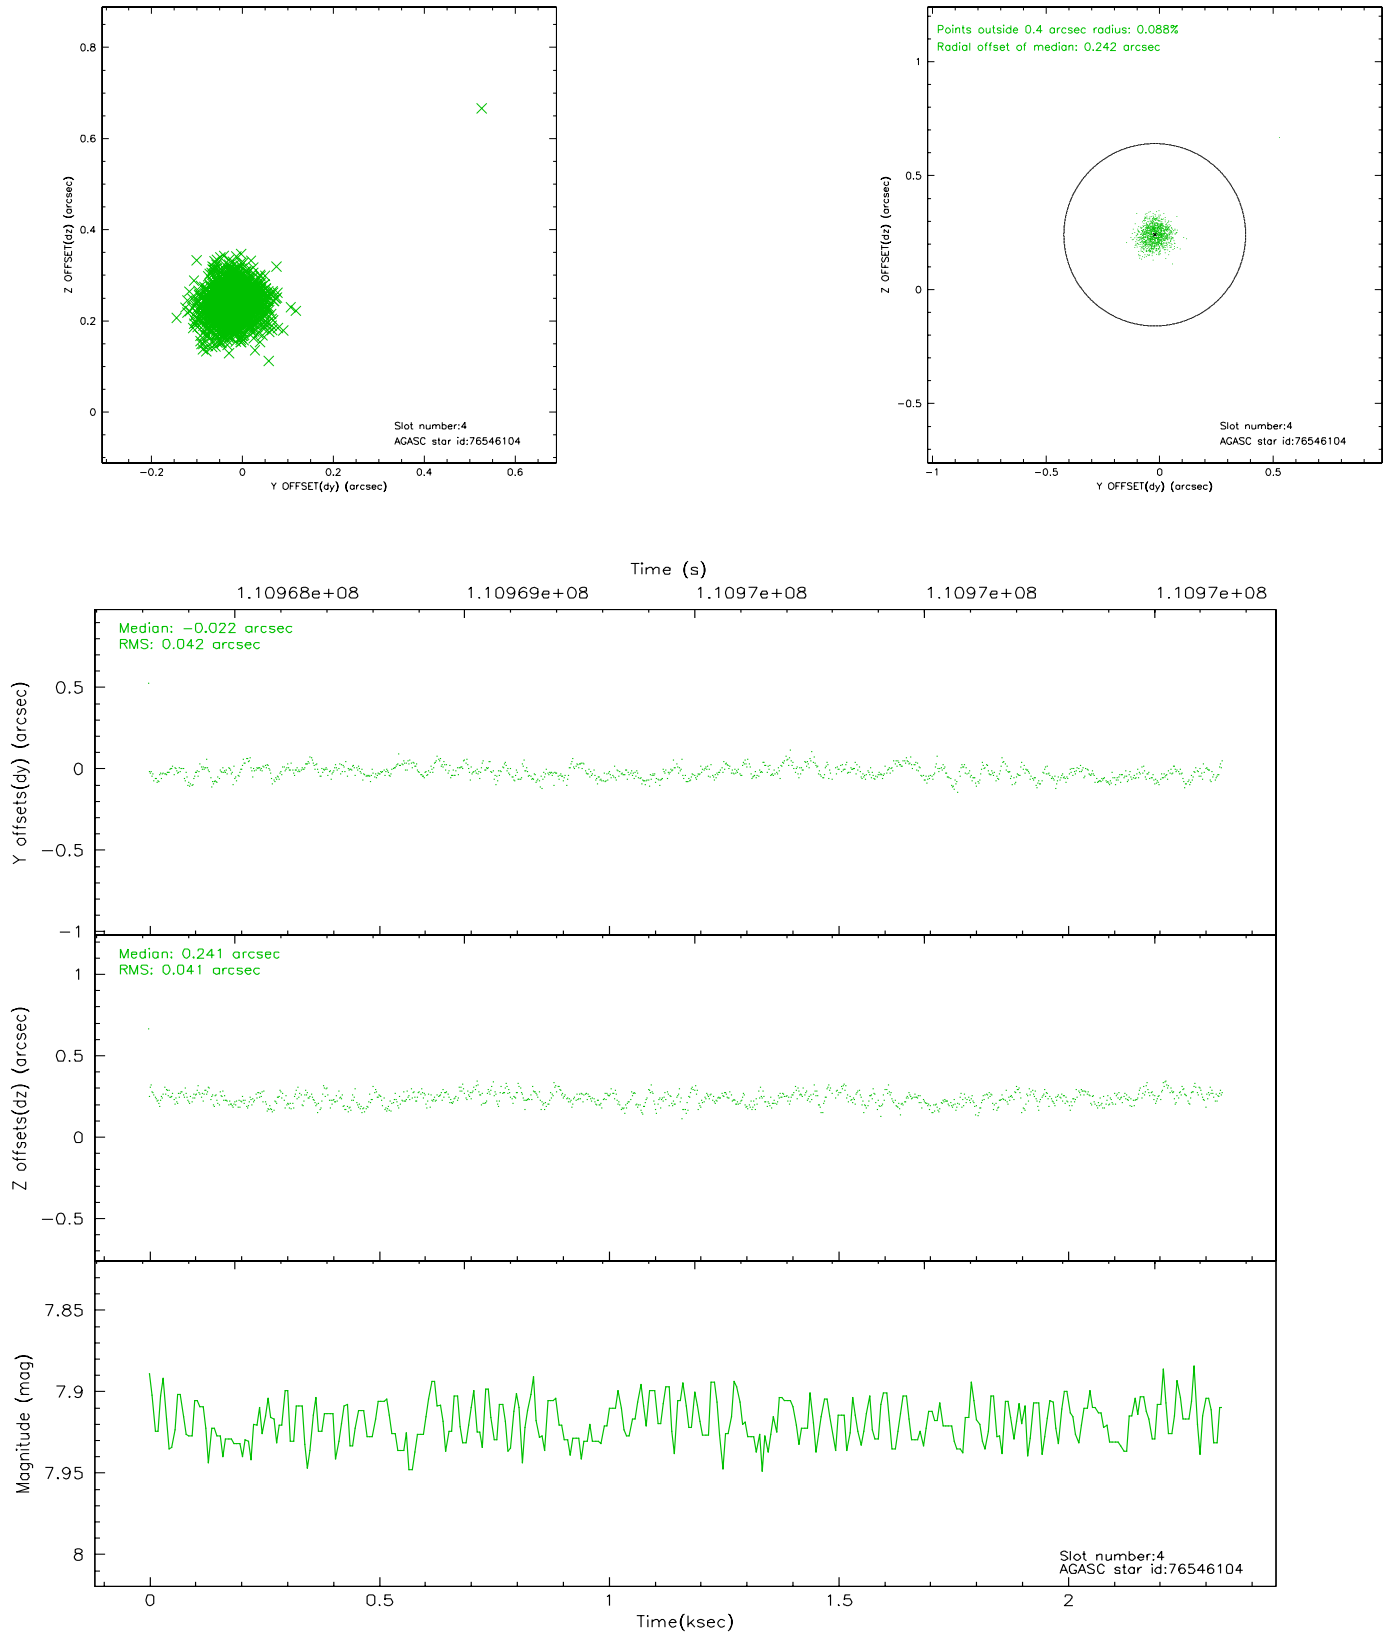 0.8
0.6
0.4
0.2
0
Z OFFSET(dz) (arcsec)
Slot number:4
AGASC star id:76546104
−0.2 0 0.2 0.4 0.6
Y OFFSET(dy) (arcsec)
Points outside 0.4 arcsec radius: 0.088%
Radial offset of median: 0.242 arcsec
1
0.5
0
−0.5
Z OFFSET(dz) (arcsec)
Slot number:4
AGASC star id:76546104
−1 −0.5 0 0.5
Y OFFSET(dy) (arcsec)
Time (s)
1.10968e+08 1.10969e+08 1.1097e+08 1.1097e+08 1.1097e+08
Median: −0.022 arcsec
RMS: 0.042 arcsec
0.5
0
−0.5
−1
Y offsets(dy) (arcsec)
Median: 0.241 arcsec
RMS: 0.041 arcsec
1
0.5
0
−0.5
Z offsets(dz) (arcsec)
7.85
7.9
7.95
8
Magnitude (mag)
Slot number:4
AGASC star id:76546104
0 0.5 1 1.5 2
Time(ksec)